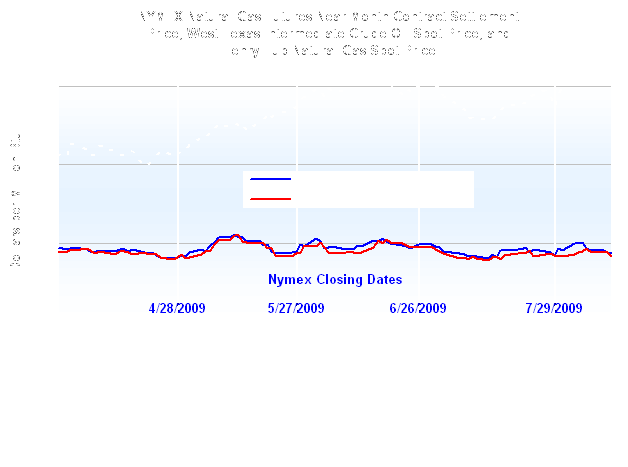 NYMEX Natural Gas Futures Near Month Contract Settlement
Price, West Texas Intermediate Crude Oil Spot Price, and
Henry Hub Natural Gas Spot Price
Nymex Closing Dates
4/28/2009 5/27/2009 6/26/2009 7/29/2009